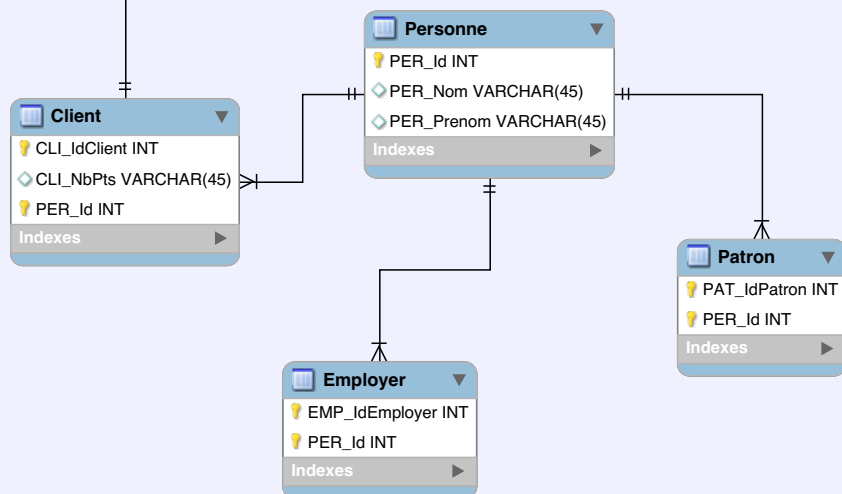 Personne
PER_Id INT
PER_Nom VARCHAR(45)
PER_Prenom VARCHAR(45)
Indexes
Client
CLI_IdClient INT
CLI_NbPts VARCHAR(45)
PER_Id INT
Indexes
Patron
PAT_IdPatron INT
PER_Id INT
Indexes
Employer
EMP_IdEmployer INT
PER_Id INT
Indexes